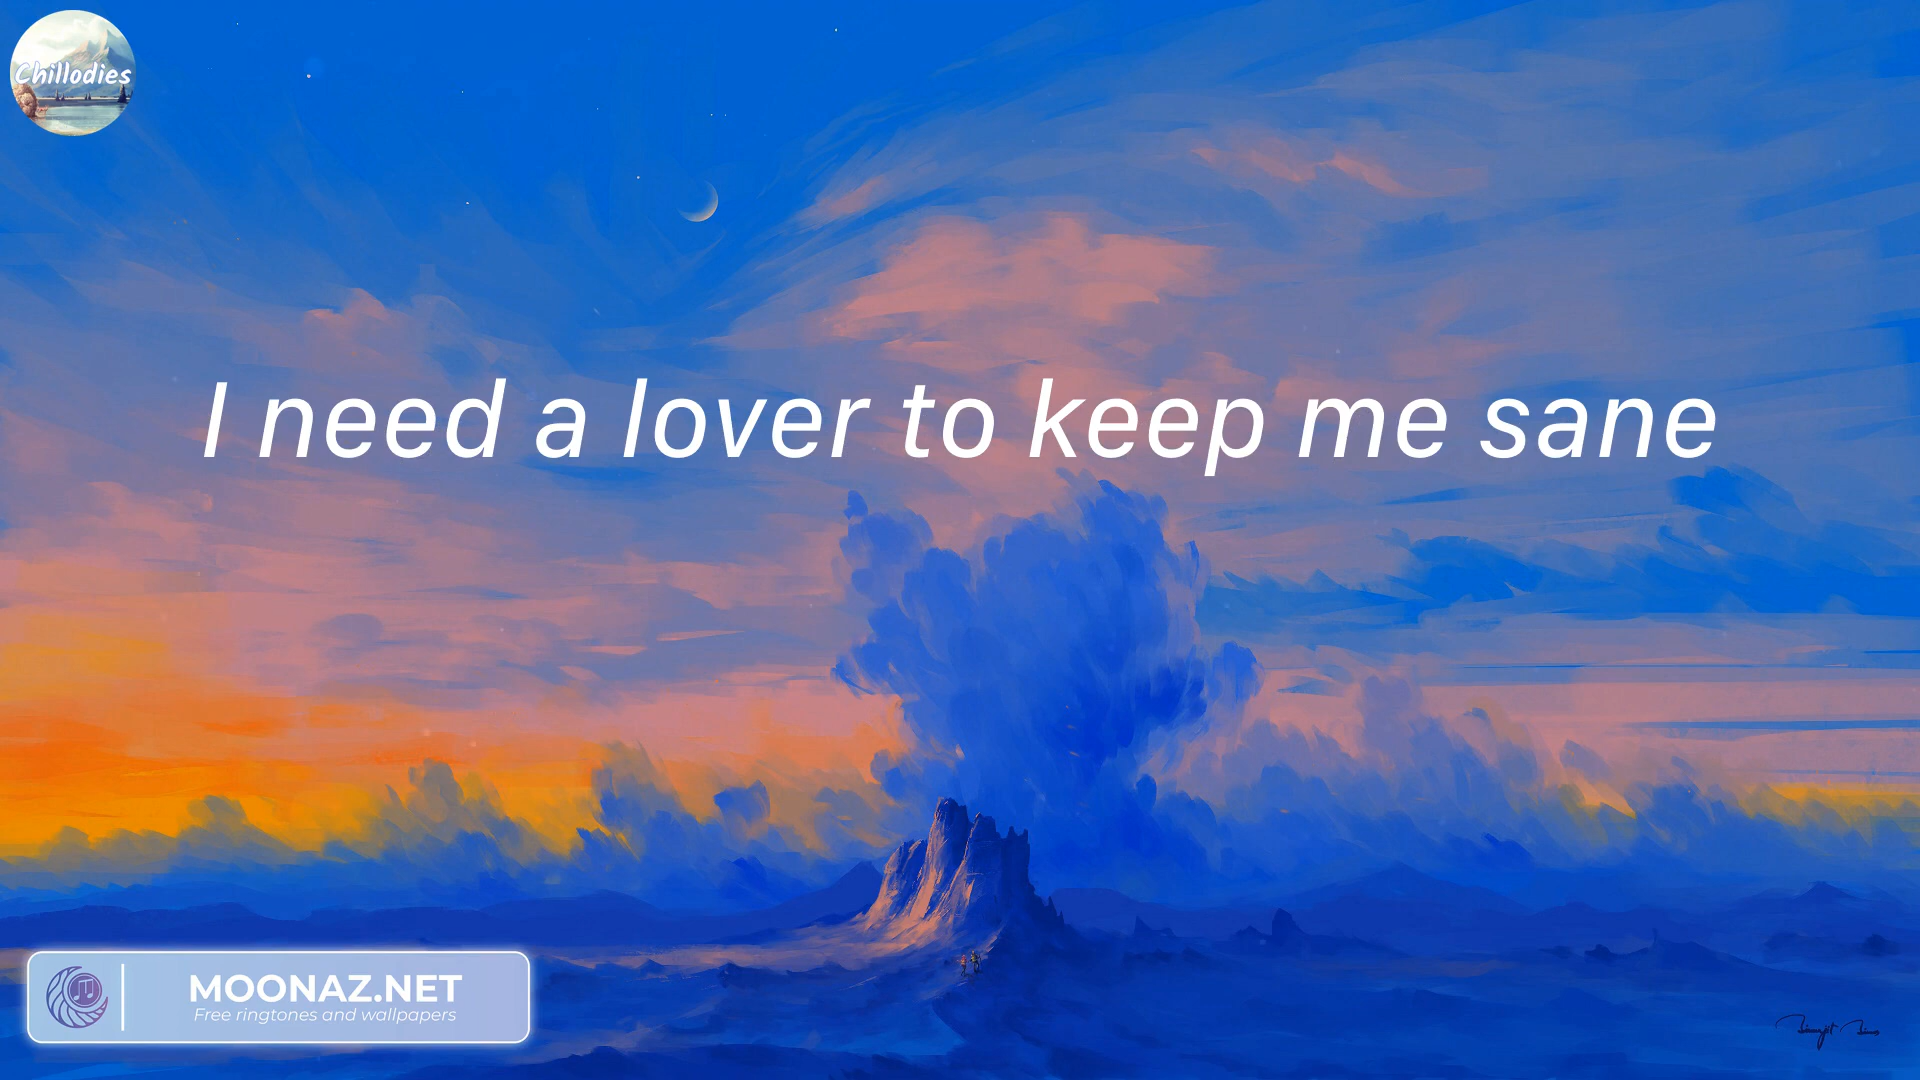 Chillodies
I need a lover to keep me sane
MOONAZ.NET
Free ringtones and wallpapers